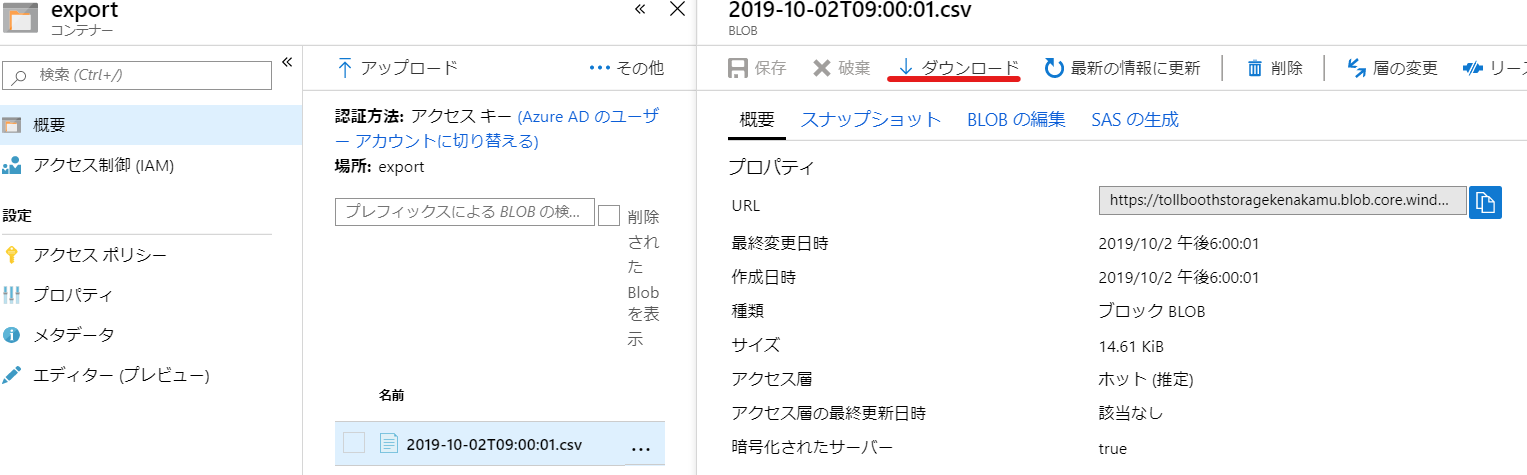 export
コンテナー
検索 (Ctrl+/)
概要
アクセス制御 (IAM)
設定
アクセス ポリシー
プロパティ
メタデータ
エディター (プレビュー)
アップロード
その他
認証方法: アクセス キー (Azure AD のユーザ
ー アカウントに切り替える)
場所: export
プレフィックスによる BLOB の検...
削除
され
た
Blob
を表
示
名前
2019-10-02T09:00:01.csv
...
2019-10-02T09:00:01.csv
BLOB
保存
破棄
ダウンロード
最新の情報に更新
削除
層の変更
リース
概要
スナップショット
BLOB の編集
SAS の生成
プロパティ
URL
https://tollboothstoragekenakamu.blob.core.wind...
最終変更日時
2019/10/2 午後6:00:01
作成日時
2019/10/2 午後6:00:01
種類
ブロック BLOB
サイズ
14.61 KiB
アクセス層
ホット (推定)
アクセス層の最終更新日時
該当なし
暗号化されたサーバー
true